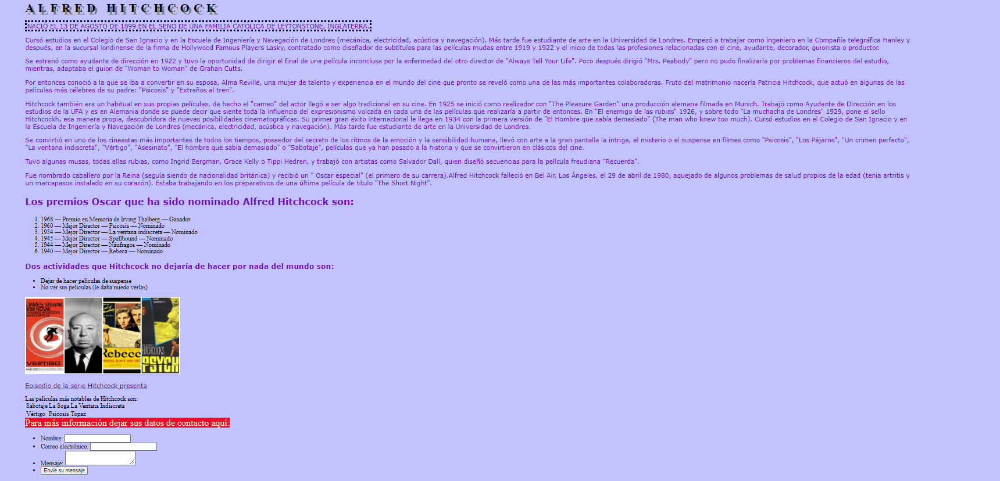 ALFRED HITCHCOCK
NACIÓ EL 13 DE AGOSTO DE 1899 EN EL SENO DE UNA FAMILIA CATÓLICA DE LEYTONSTONE, INGLATERRA.
Cursó estudios en el Colegio de San Ignacio y en la Escuela de Ingeniería y Navegación de Londres (mecánica, electricidad, acústica y navegación). Más tarde fue estudiante de arte en la Universidad de Londres. Empezó a trabajar como ingeniero en la Compañía telegráfica Hanley y
después, en la sucursal londinense de la firma de Hollywood Famous Players Lasky, contratado como diseñador de subtítulos para las películas mudas entre 1919 y 1922 y el inicio de todas las profesiones relacionadas con el cine, ayudante, decorador, guionista o productor.
Se estrenó como ayudante de dirección en 1922 y tuvo la oportunidad de dirigir el final de una película inconclusa por la enfermedad del otro director de "Always Tell Your Life". Poco después dirigió "Mrs. Peabody" pero no pudo finalizarla por problemas financieros del estudio,
mientras, adaptaba el guion de "Woman to Woman" de Grahan Cutts.
Por entonces conoció a la que se iba a convertir en su esposa, Alma Reville, una mujer de talento y experiencia en el mundo del cine que pronto se reveló como una de las más importantes colaboradoras. Fruto del matrimonio nacería Patricia Hitchcock, que actuó en algunas de las
películas más célebres de su padre: "Psicosis" y "Extraños al tren".
Hitchcock también era un habitual en sus propias películas, de hecho el "cameo" del actor llegó a ser algo tradicional en su cine. En 1925 se inició como realizador con "The Pleasure Garden" una producción alemana filmada en Munich. Trabajó como Ayudante de Dirección en los
estudios de la UFA y es en Alemania donde se puede decir que siente toda la influencia del expresionismo volcada en cada una de las películas que realizaría a partir de entonces. En "El enemigo de las rubias" 1926, y sobre todo "La muchacha de Londres" 1929, pone el sello
Hitchcockh, esa manera propia, descubridora de nuevas posibilidades cinematográficas. Su primer gran éxito internacional le llega en 1934 con la primera versión de "El Hombre que sabía demasiado" (The man who knew too much). Cursó estudios en el Colegio de San Ignacio y en
la Escuela de Ingeniería y Navegación de Londres (mecánica, electricidad, acústica y navegación). Más tarde fue estudiante de arte en la Universidad de Londres.
Se convirtió en uno de los cineastas más importantes de todos los tiempos, poseedor del secreto de los ritmos de la emoción y la sensibilidad humana, llevó con arte a la gran pantalla la intriga, el misterio o el suspense en filmes como "Psicosis", "Los Pájaros", "Un crimen perfecto",
"La ventana indiscreta", "Vértigo", "Asesinato", "El hombre que sabía demasiado" o "Sabotaje", películas que ya han pasado a la historia y que se convirtieron en clásicos del cine.
Tuvo algunas musas, todas ellas rubias, como Ingrid Bergman, Grace Kelly o Tippi Hedren, y trabajó con artistas como Salvador Dalí, quien diseñó secuencias para la película freudiana "Recuerda".
Fue nombrado caballero por la Reina (seguía siendo de nacionalidad británica) y recibió un " Oscar especial" (el primero de su carrera).Alfred Hitchcock falleció en Bel Air, Los Ángeles, el 29 de abril de 1980, aquejado de algunos problemas de salud propios de la edad (tenía artritis y
un marcapasos instalado en su corazón). Estaba trabajando en los preparativos de una última película de título "The Short Night".
Los premios Oscar que ha sido nominado Alfred Hitchcock son:
1. 1968 — Premio en Memoria de Irving Thalberg — Ganador
2. 1960 — Mejor Director — Psicosis — Nominado
3. 1954 — Mejor Director — La ventana indiscreta — Nominado
4. 1945 — Mejor Director — Spellbound — Nominado
5. 1944 — Mejor Director — Náufragos — Nominado
6. 1940 — Mejor Director — Rebeca — Nominado
Dos actividades que Hitchcock no dejaría de hacer por nada del mundo son:
• Dejar de hacer películas de suspense
• No ver sus películas (le daba miedo verlas)
JAMES STEWART
KIM NOVAK
IN ALFRED HITCHCOCK'S
MASTERPIECE
VERTIGO
Rebecca
ALFRED
HITCHCOCK'S
PSYCH
Episodio de la serie Hitchcock presenta
Las películas más notables de Hitchcock son:
Sabotaje La Soga La Ventana Indiscreta
Vértigo Psicosis Topaz
Para más información dejar sus datos de contacto aquí:
• Nombre:
• Correo electrónico:
• Mensaje:
• Envíe su mensaje